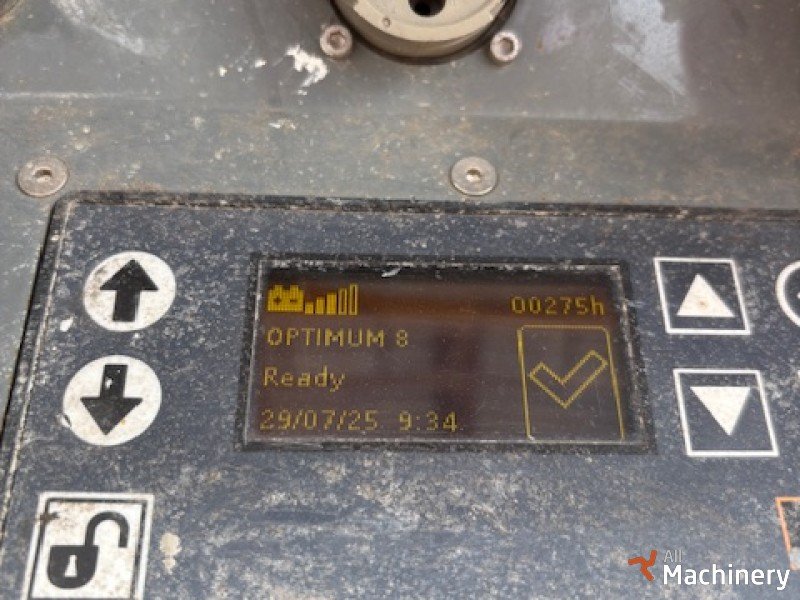 00275h
OPTIMUM 8
Ready
29/07/25 9:34
All
Machinery